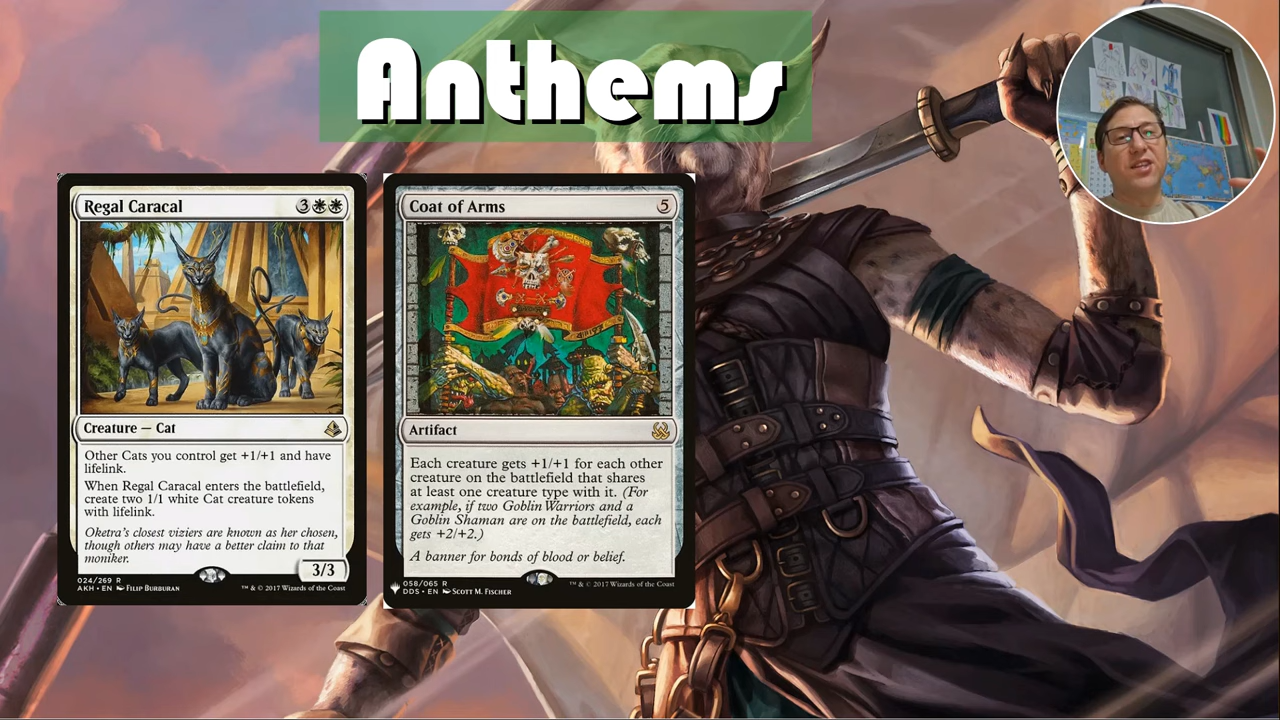 Anthems
Regal Caracal 3
Creature — Cat
Other Cats you control get +1/+1 and have
lifelink.
When Regal Caracal enters the battlefield,
create two 1/1 white Cat creature tokens
with lifelink.
Oketra's closest viziers are known as her chosen,
though others may have a better claim to that
moniker.
3/3
024/269 R
AKH • EN Filip Burburan
™ & © 2017 Wizards of the Coast
Coat of Arms 5
Artifact
Each creature gets +1/+1 for each other
creature on the battlefield that shares
at least one creature type with it. (For
example, if two Goblin Warriors and a
Goblin Shaman are on the battlefield, each
gets +2/+2.)
A banner for bonds of blood or belief.
058/065 R
DDS • EN Scott M. Fischer
™ & © 2017 Wizards of the Coast